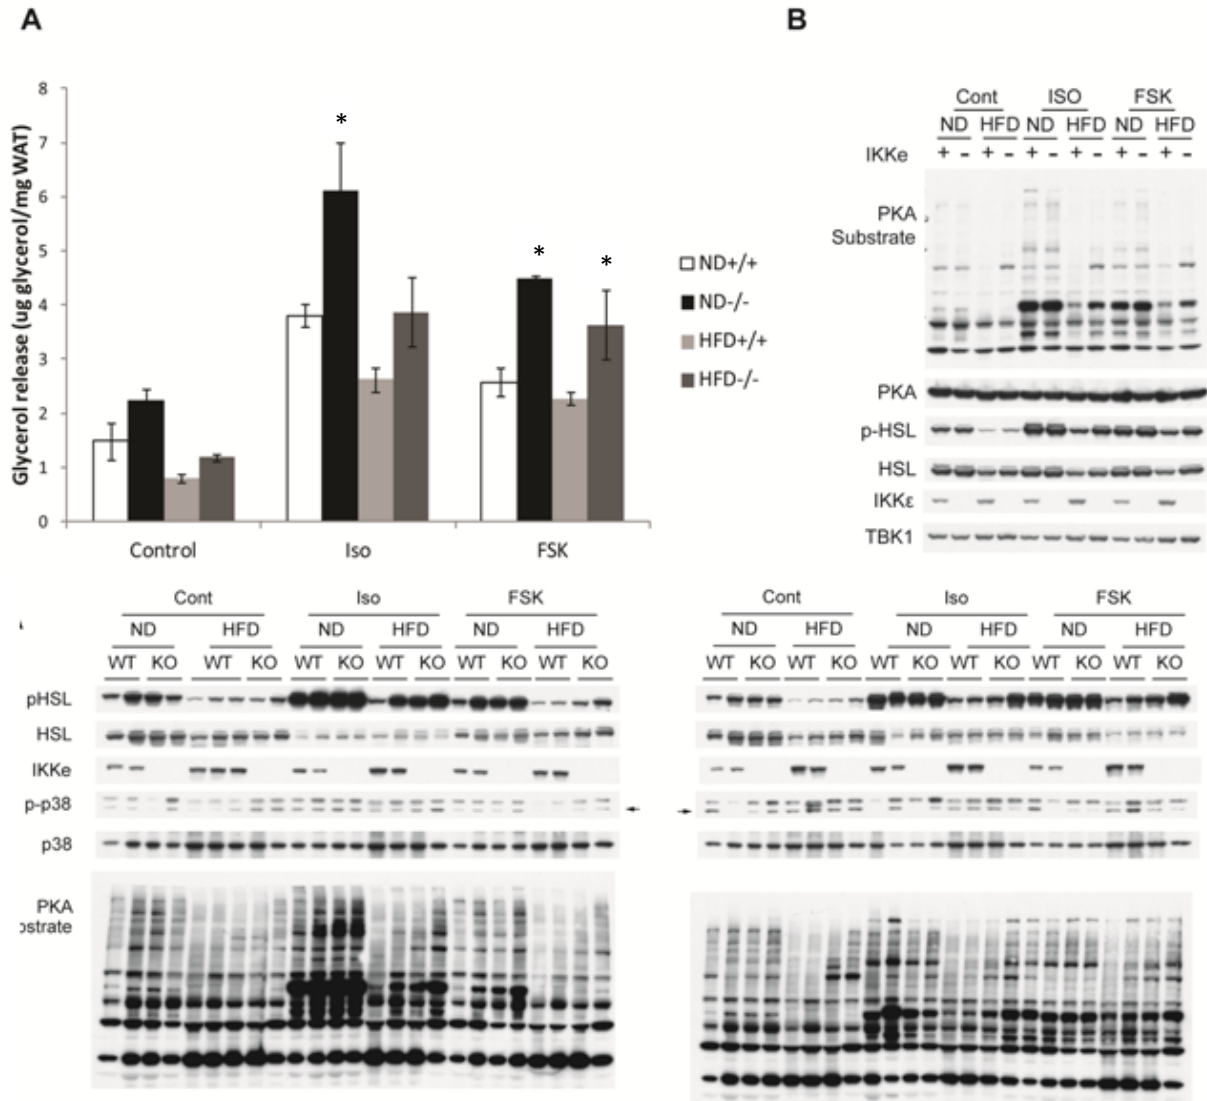 A
B
8
7
6
5
4
3
2
1
0
Glycerol release (ug glycerol/mg WAT)
*
*
*
Control Iso FSK
ND+/+
ND-/-
HFD+/+
HFD-/-
Cont ISO FSK
ND HFD ND HFD ND HFD
IKKe + - + - + - + - + - + -
PKA
Substrate
PKA
p-HSL
HSL
IKKε
TBK1
Cont Iso FSK
ND HFD ND HFD ND HFD
WT KO WT KO WT KO WT KO WT KO WT KO
pHSL
HSL
IKKe
p-p38
p38
PKA
ostrate
Cont Iso FSK
ND HFD ND HFD ND HFD
WT KO WT KO WT KO WT KO WT KO WT KO